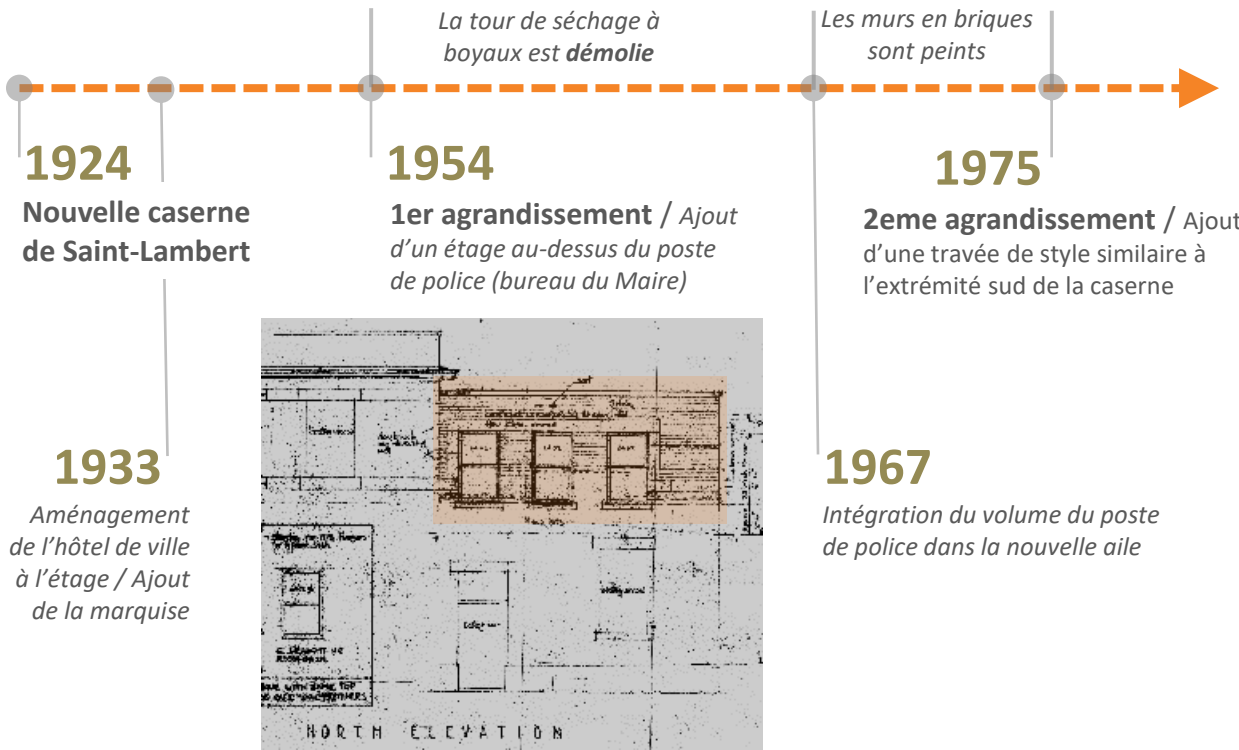 La tour de séchage à
boyaux est démolie
Les murs en briques
sont peints
1924
Nouvelle caserne
de Saint-Lambert
1954
1er agrandissement / Ajout
d’un étage au-dessus du poste
de police (bureau du Maire)
1975
2eme agrandissement / Ajout
d’une travée de style similaire à
l’extrémité sud de la caserne
1933
Aménagement
de l’hôtel de ville
à l’étage / Ajout
de la marquise
1967
Intégration du volume du poste
de police dans la nouvelle aile
NORTH ELEVATION